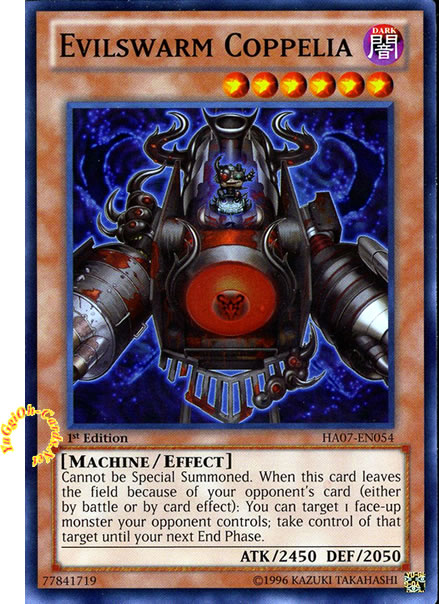 EVILSWARM COPPELIA
DARK
闇
YuGgiOh-Cards.Net
1st Edition
HA07-EN054
[MACHINE / EFFECT]
Cannot be Special Summoned. When this card leaves
the field because of your opponent's card (either
by battle or by card effect): You can target 1 face-up
monster your opponent controls; take control of
that target until your next End Phase.
ATK/2450 DEF/2050
77841719
©1996 KAZUKI TAKAHASHI